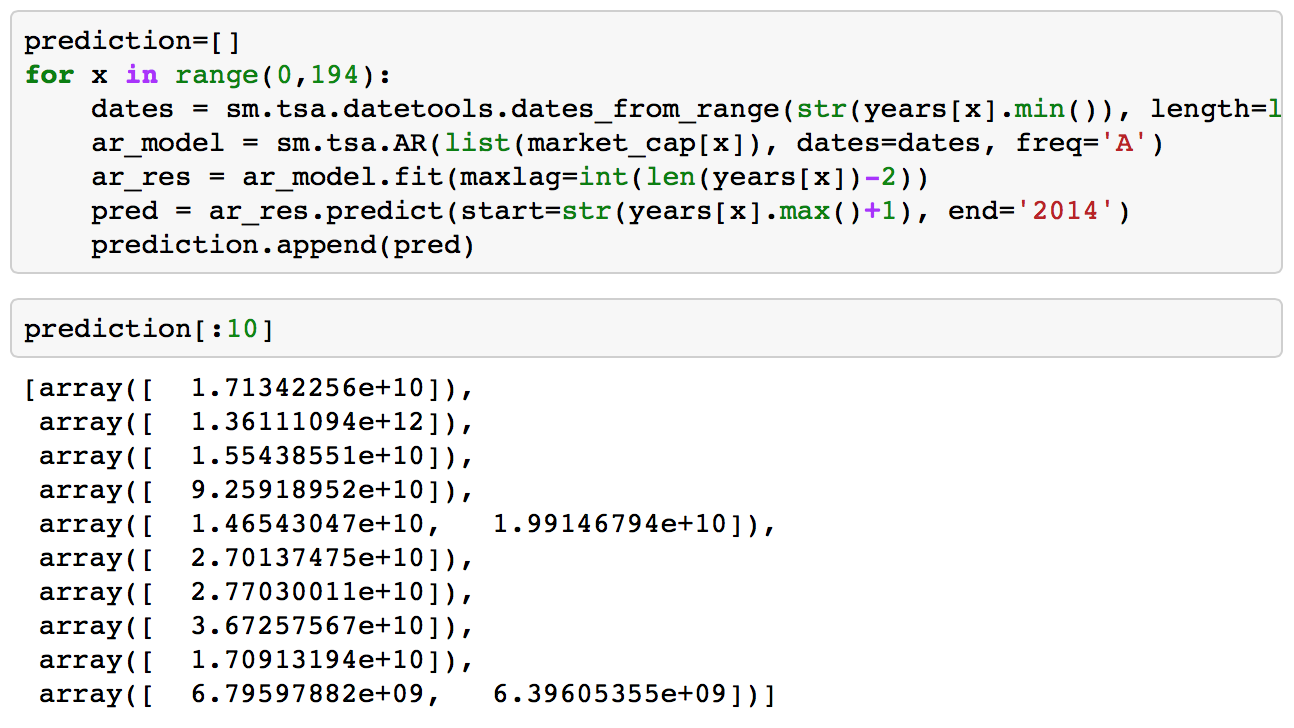 prediction=[]
for x in range(0,194):
    dates = sm.tsa.datetools.dates_from_range(str(years[x].min()), length=l
    ar_model = sm.tsa.AR(list(market_cap[x]), dates=dates, freq='A')
    ar_res = ar_model.fit(maxlag=int(len(years[x])-2))
    pred = ar_res.predict(start=str(years[x].max()+1), end='2014')
    prediction.append(pred)
prediction[:10]
[array([  1.71342256e+10]),
 array([  1.36111094e+12]),
 array([  1.55438551e+10]),
 array([  9.25918952e+10]),
 array([  1.46543047e+10,   1.99146794e+10]),
 array([  2.70137475e+10]),
 array([  2.77030011e+10]),
 array([  3.67257567e+10]),
 array([  1.70913194e+10]),
 array([  6.79597882e+09,   6.39605355e+09])]